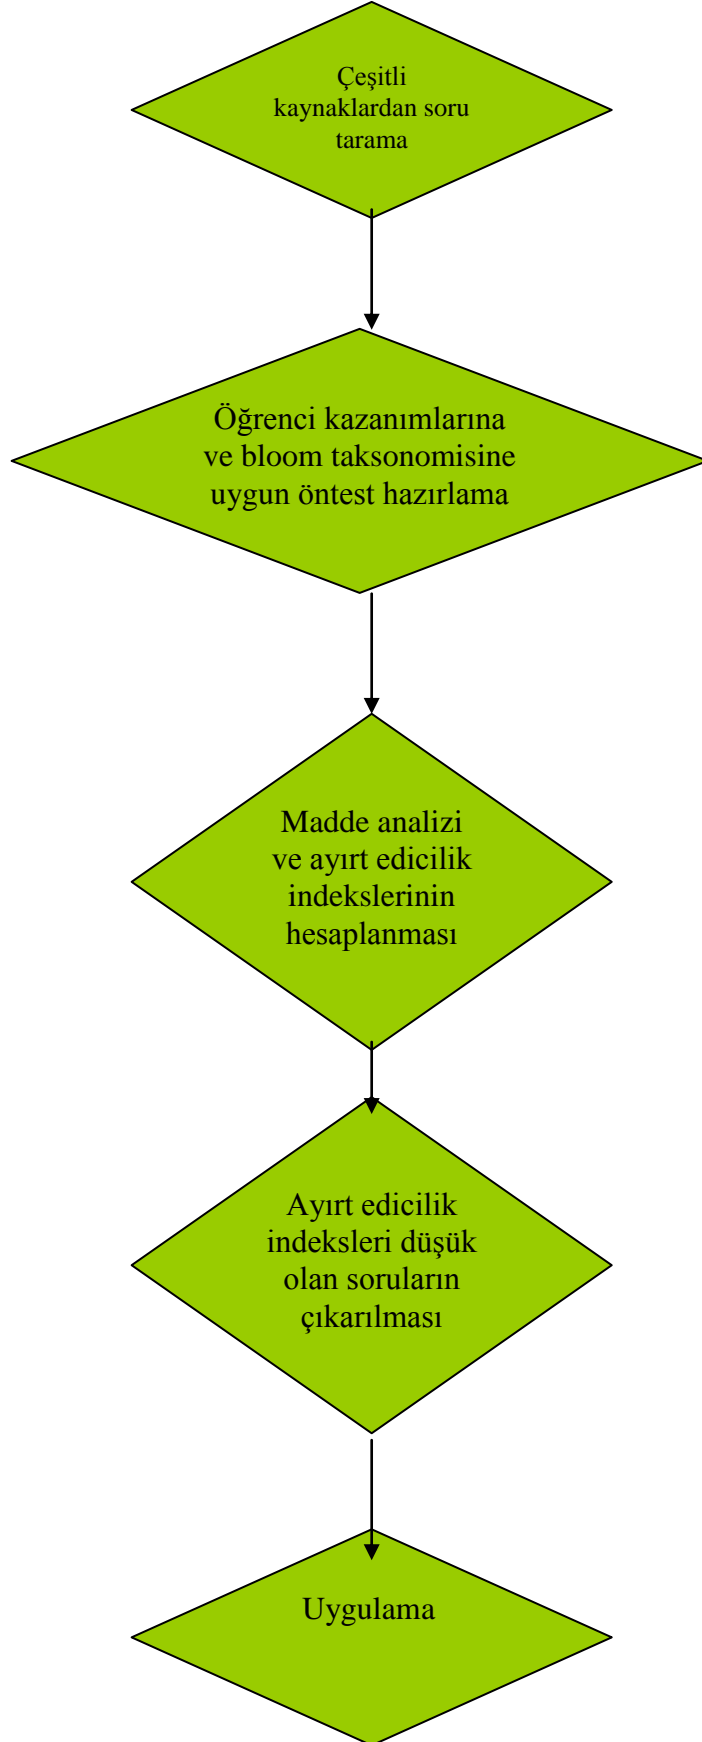 Çeşitli
kaynaklardan soru
tarama
Öğrenci kazanımlarına
ve bloom taksonomisine
uygun öntest hazırlama
Madde analizi
ve ayırt edicilik
indekslerinin
hesaplanması
Ayırt edicilik
indeksleri düşük
olan soruların
çıkarılması
Uygulama